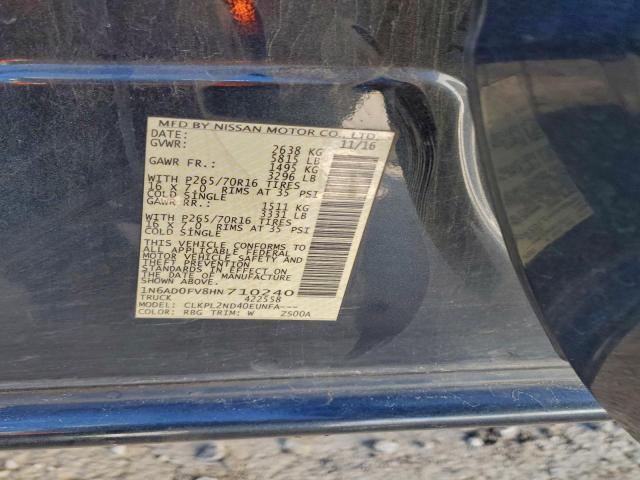 MFD BY NISSAN MOTOR CO., LTD.
DATE: 11/16
GVWR: 2638 KG
5815 LB
GAWR FR.: 1495 KG
3296 LB
WITH P265/70R16 TIRES
16 X 7.0 RIMS AT 35 PSI
COLD SINGLE
GAWR RR.: 1511 KG
3331 LB
WITH P265/70R16 TIRES
16 X 7.0 RIMS AT 35 PSI
COLD SINGLE
THIS VEHICLE CONFORMS TO
ALL APPLICABLE FEDERAL
MOTOR VEHICLE SAFETY AND
THEFT PREVENTION
STANDARDS IN EFFECT ON
THE DATE OF MANUFACTURE
1N6AD0FV8HN710240
TRUCK 422558
MODEL: CLKPL2ND40EUNFA---
COLOR: RBG TRIM: W ZS00A